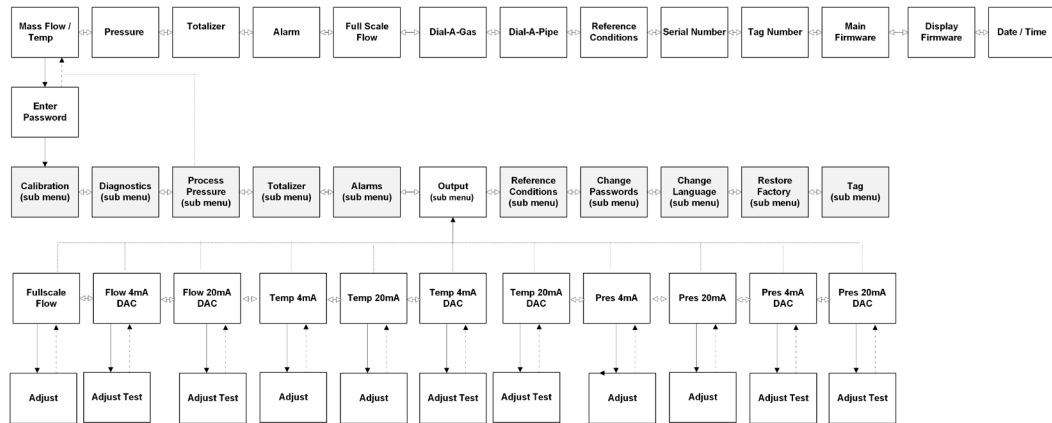 Mass Flow /
Temp
Pressure
Totalizer
Alarm
Full Scale
Flow
Dial-A-Gas
Dial-A-Pipe
Reference
Conditions
Serial Number
Tag Number
Main
Firmware
Display
Firmware
Date / Time
Enter
Password
Calibration
(sub menu)
Diagnostics
(sub menu)
Process
Pressure
(sub menu)
Totalizer
(sub menu)
Alarms
(sub menu)
Output
(sub menu)
Reference
Conditions
(sub menu)
Change
Passwords
(sub menu)
Change
Language
(sub menu)
Restore
Factory
(sub menu)
Tag
(sub menu)
Fullscale
Flow
Flow 4mA
DAC
Flow 20mA
DAC
Temp 4mA
Temp 20mA
Temp 4mA
DAC
Temp 20mA
DAC
Pres 4mA
Pres 20mA
Pres 4mA
DAC
Pres 20mA
DAC
Adjust
Adjust Test
Adjust Test
Adjust
Adjust
Adjust Test
Adjust Test
Adjust
Adjust
Adjust Test
Adjust Test